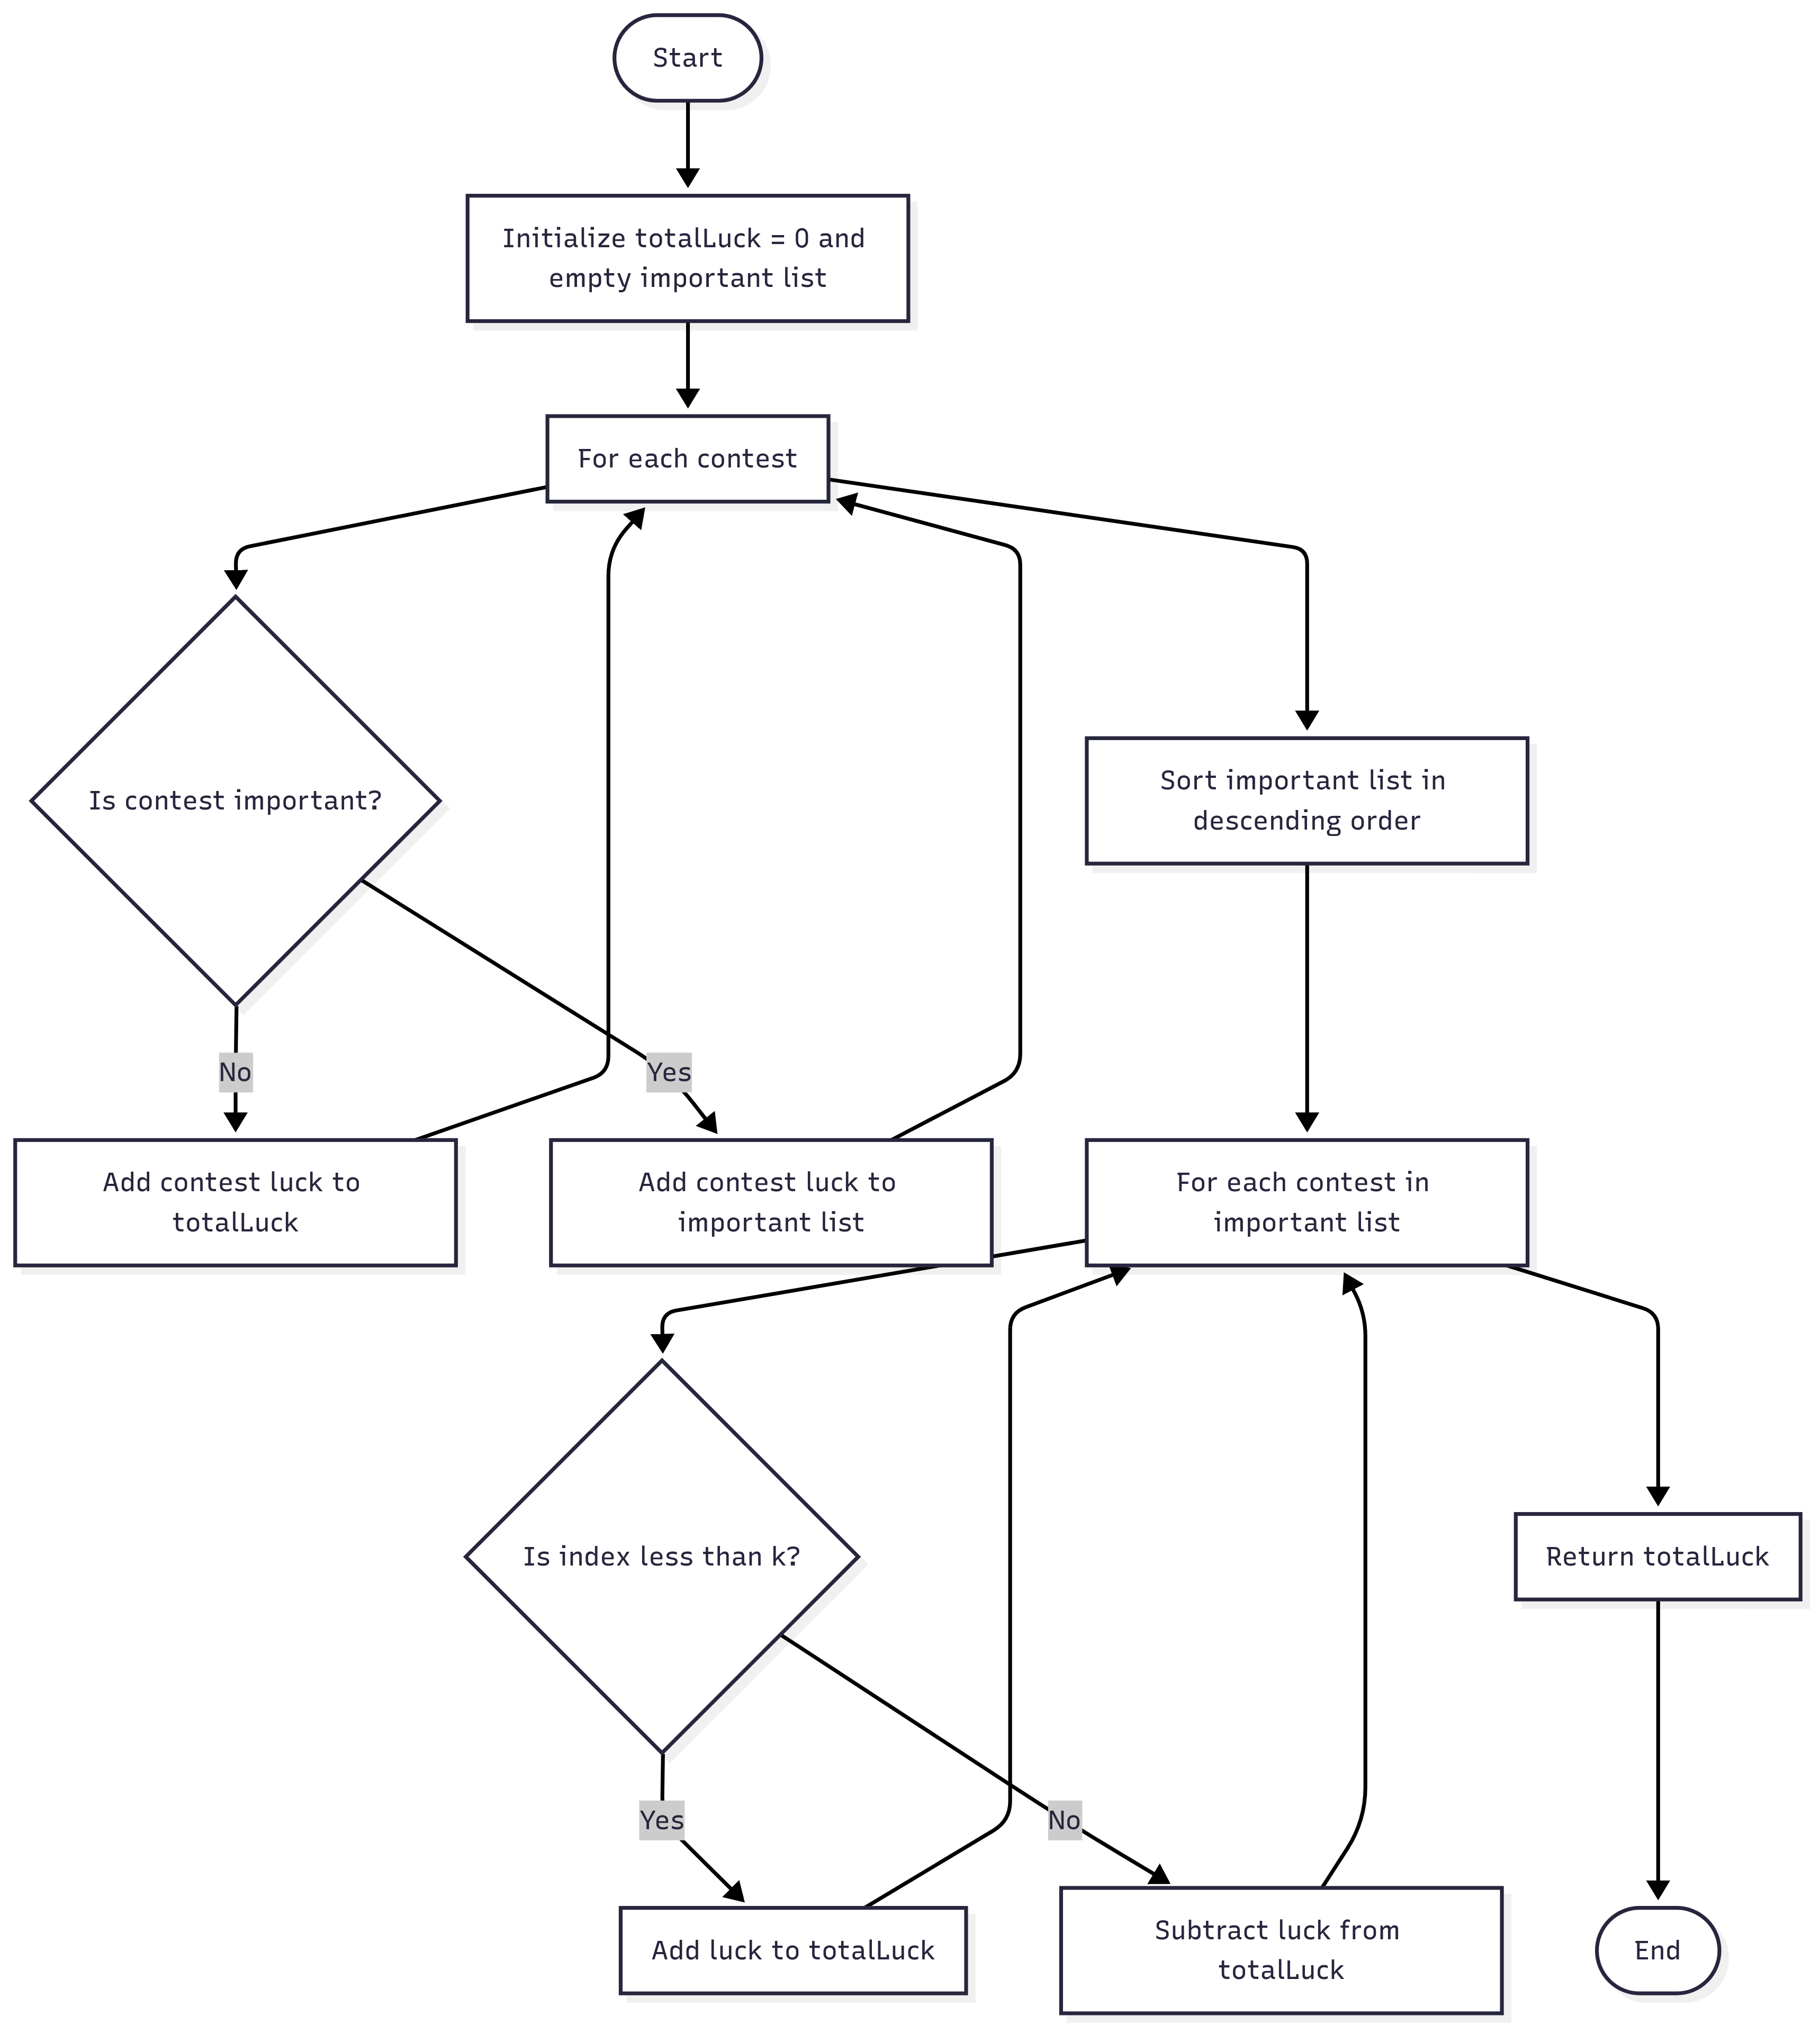 Start
Initialize totalLuck = 0 and
empty important list
For each contest
Is contest important?
Sort important list in
descending order
No
Yes
Add contest luck to
totalLuck
Add contest luck to
important list
For each contest in
important list
Is index less than k?
Return totalLuck
Yes
No
Add luck to totalLuck
Subtract luck from
totalLuck
End